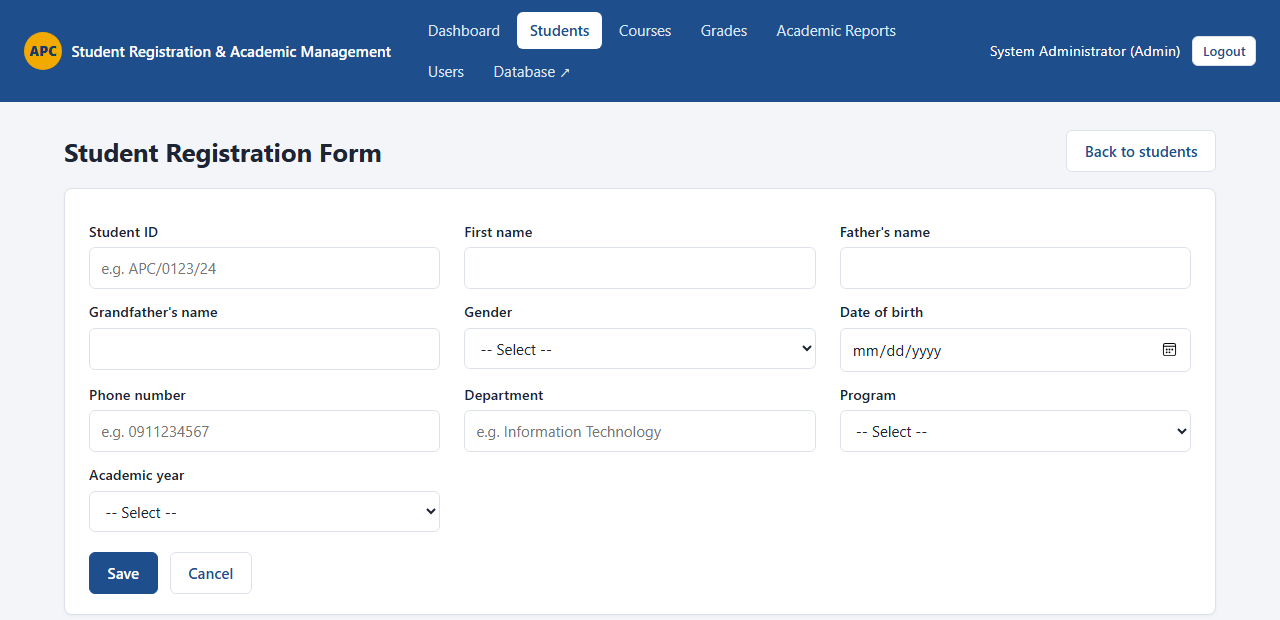 APC Student Registration & Academic Management
Dashboard Students Courses Grades Academic Reports
Users Database ↗
System Administrator (Admin) Logout
Student Registration Form
Back to students
Student ID First name Father's name
e.g. APC/0123/24
Grandfather's name Gender Date of birth
-- Select -- mm/dd/yyyy
Phone number Department Program
e.g. 0911234567 e.g. Information Technology -- Select --
Academic year
-- Select --
Save Cancel